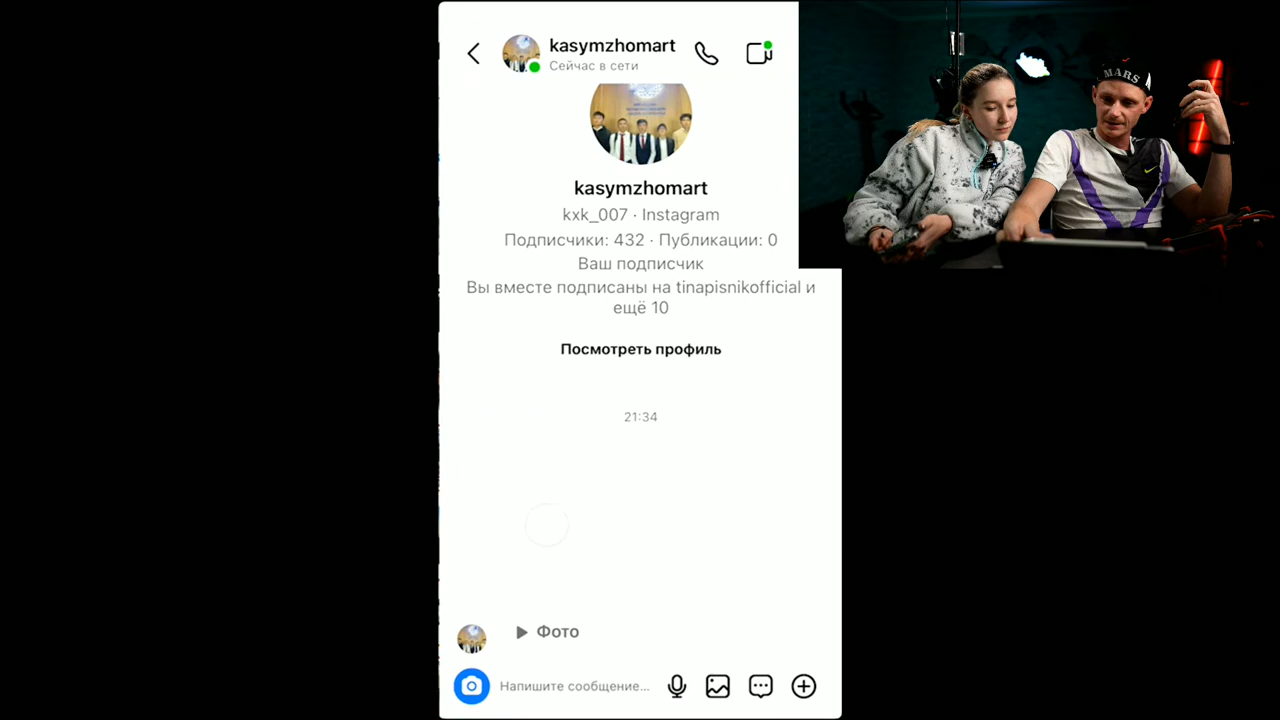 kasymzhomart
Сейчас в сети
kasymzhomart
kxk_007 · Instagram
Подписчики: 432 · Публикации: 0
Ваш подписчик
Вы вместе подписаны на tinapisnikofficial и
ещё 10
Посмотреть профиль
21:34
Фото
Напишите сообщение...
MARS